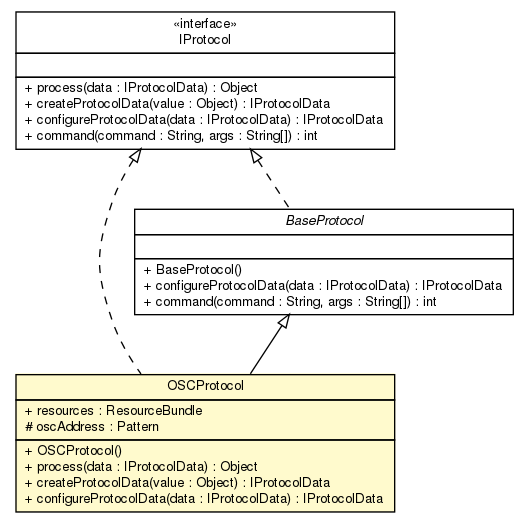 «interface»
IProtocol
+ process(data : IProtocolData) : Object
+ createProtocolData(value : Object) : IProtocolData
+ configureProtocolData(data : IProtocolData) : IProtocolData
+ command(command : String, args : String[]) : int
BaseProtocol
+ BaseProtocol()
+ configureProtocolData(data : IProtocolData) : IProtocolData
+ command(command : String, args : String[]) : int
OSCProtocol
+ resources : ResourceBundle
# oscAddress : Pattern
+ OSCProtocol()
+ process(data : IProtocolData) : Object
+ createProtocolData(value : Object) : IProtocolData
+ configureProtocolData(data : IProtocolData) : IProtocolData